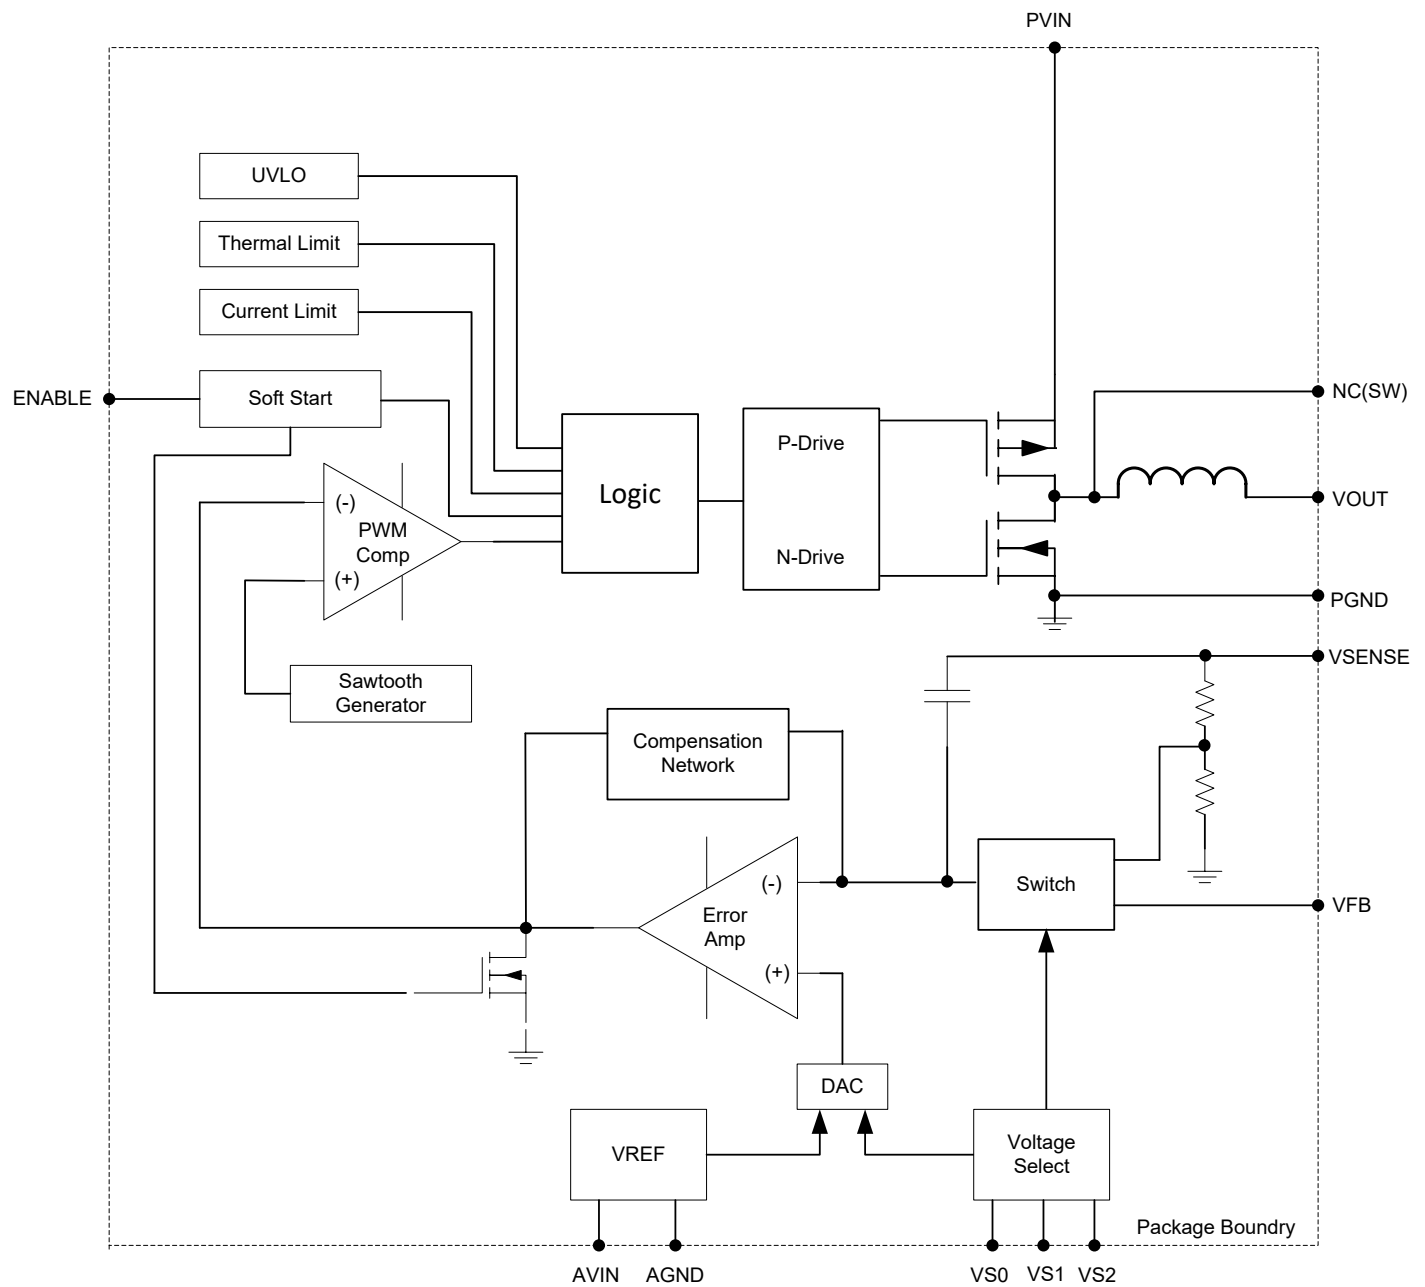 PVIN
UVLO
Thermal Limit
Current Limit
ENABLE
Soft Start
NC(SW)
P-Drive
Logic
(-)
PWM
Comp
(+)
N-Drive
VOUT
PGND
VSENSE
Sawtooth
Generator
Compensation
Network
(-)
Error
Amp
(+)
Switch
VFB
DAC
VREF
Voltage
Select
Package Boundry
AVIN
AGND
VS0
VS1
VS2